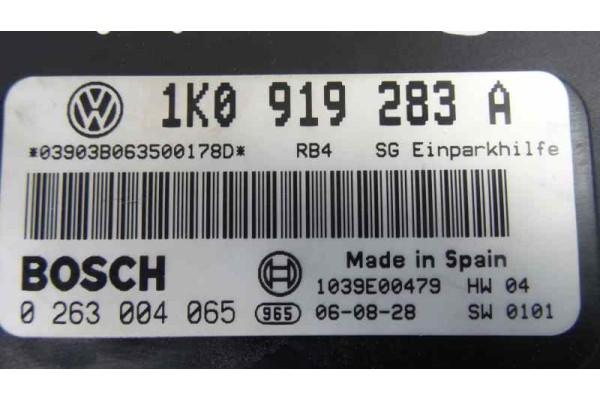 1K0 919 283 A
*03903B063500178D* RB4 SG Einparkhilfe
BOSCH Made in Spain
1039E00479 HW 04
0 263 004 065 965 06-08-28 SW 0101